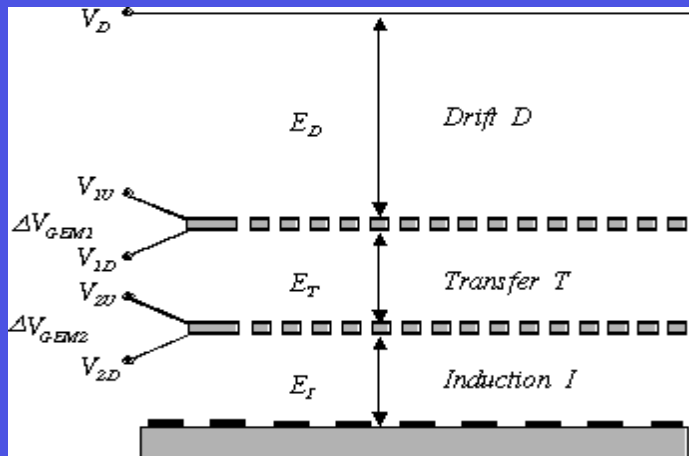 V_D
E_D Drift D
V_1U
ΔV_GEM1
V_1D
E_T Transfer T
V_2U
ΔV_GEM2
V_2D
E_I Induction I